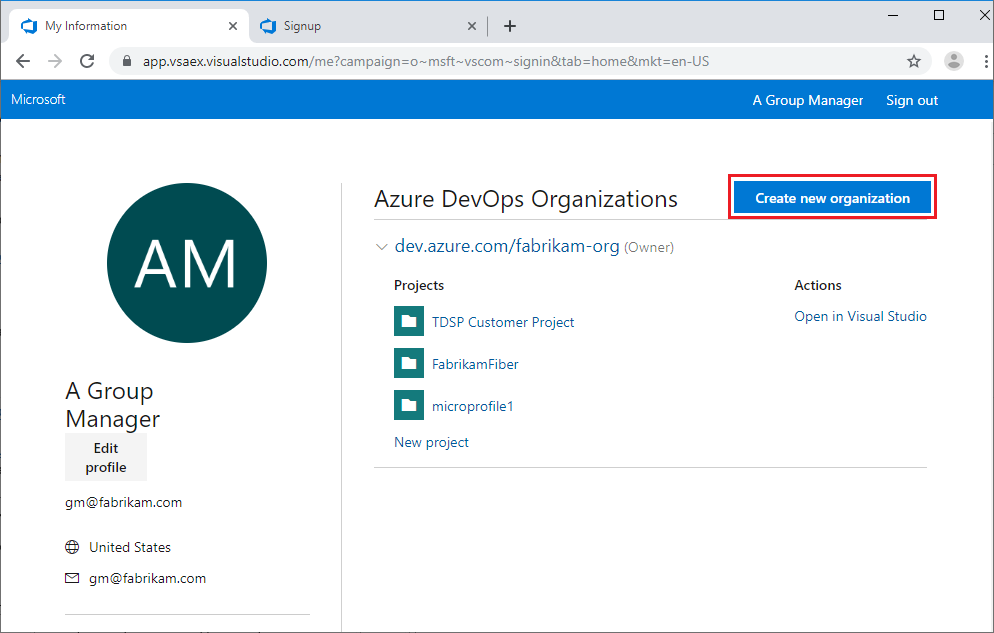 My Information
Signup
app.vsaex.visualstudio.com/me?campaign=o~msft~vscom~signin&tab=home&mkt=en-US
Microsoft
A Group Manager
Sign out
AM
A Group
Manager
Edit
profile
gm@fabrikam.com
United States
gm@fabrikam.com
Azure DevOps Organizations
Create new organization
dev.azure.com/fabrikam-org (Owner)
Projects
Actions
TDSP Customer Project
Open in Visual Studio
FabrikamFiber
microprofile1
New project